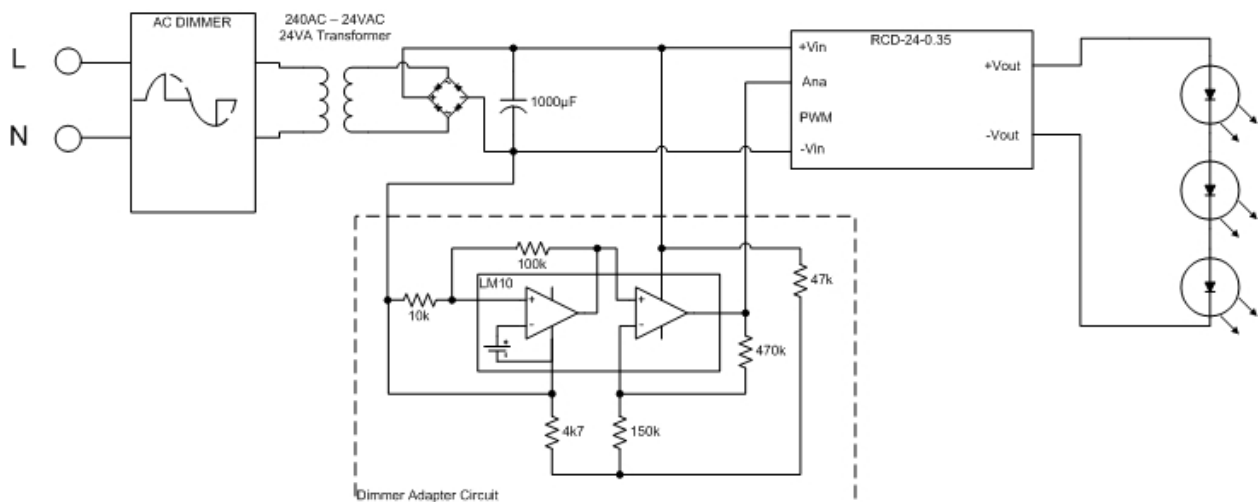 AC DIMMER
240AC – 24VAC
24VA Transformer
L
N
1000µF
RCD-24-0.35
+Vin
Ana
PWM
-Vin
+Vout
-Vout
100k
LM10
10k
+
-
+
+
-
47k
470k
4k7
150k
Dimmer Adapter Circuit